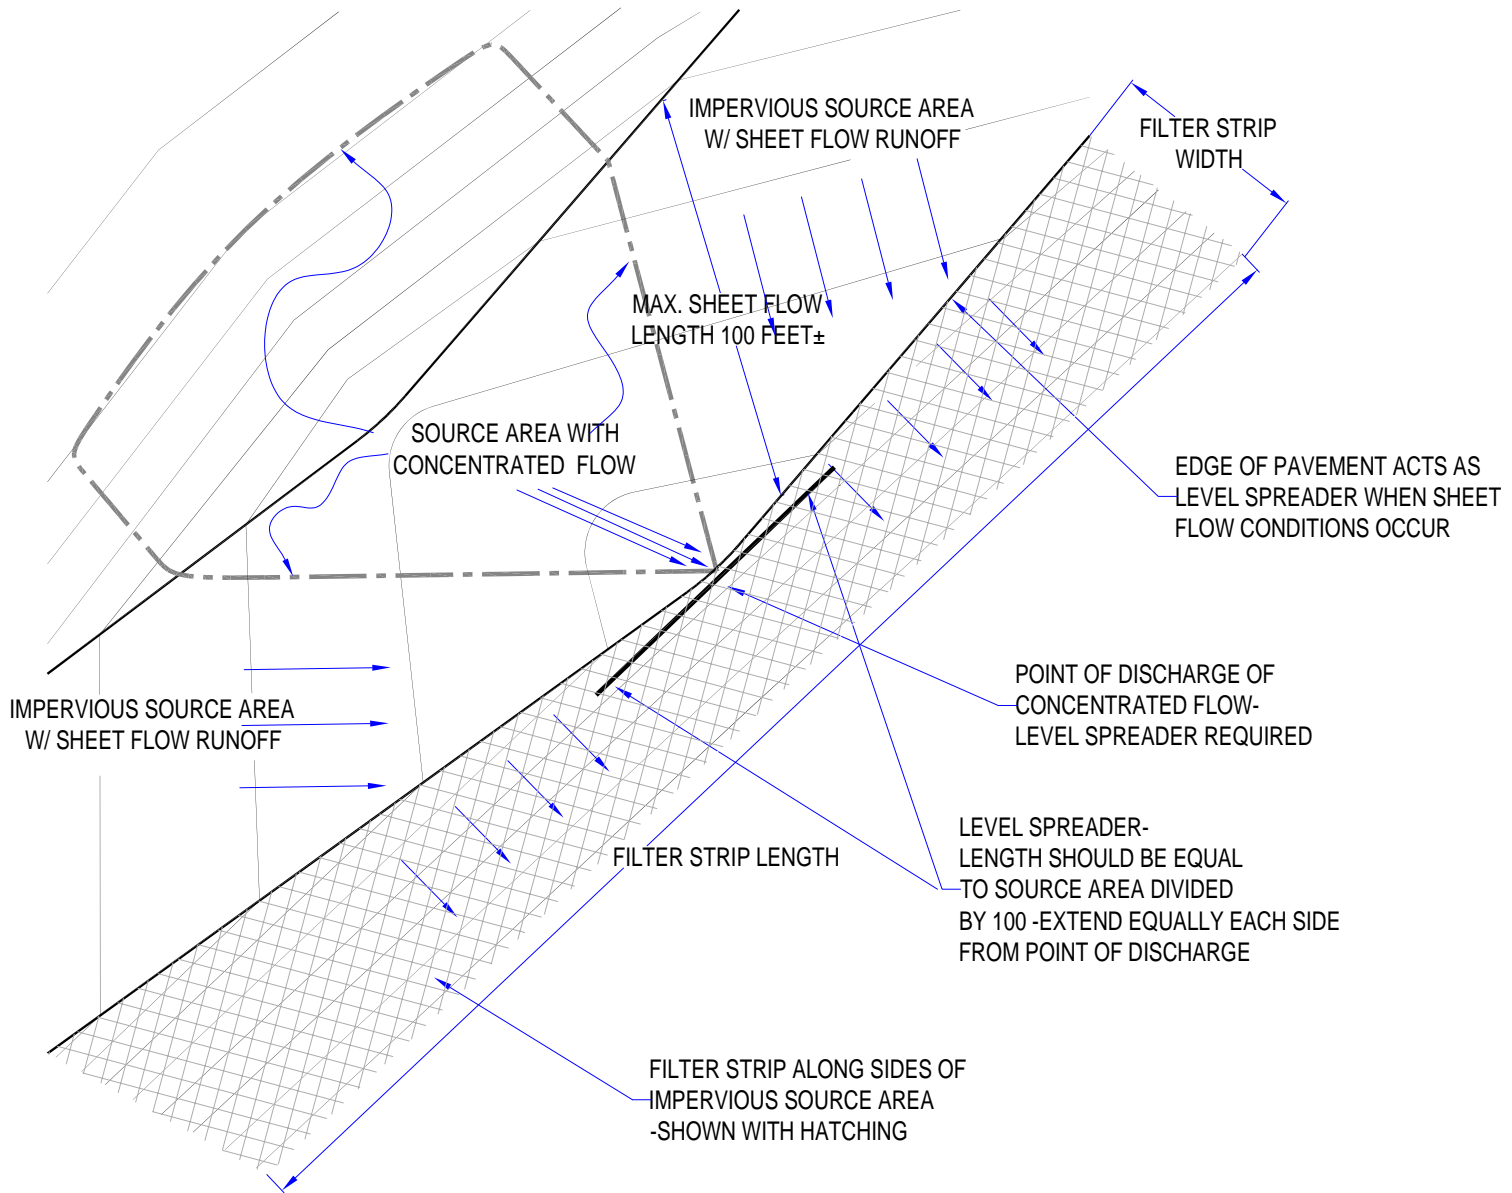 IMPERVIOUS SOURCE AREA
W/ SHEET FLOW RUNOFF
FILTER STRIP
WIDTH
MAX. SHEET FLOW
LENGTH 100 FEET±
SOURCE AREA WITH
CONCENTRATED FLOW
EDGE OF PAVEMENT ACTS AS
LEVEL SPREADER WHEN SHEET
FLOW CONDITIONS OCCUR
IMPERVIOUS SOURCE AREA
W/ SHEET FLOW RUNOFF
POINT OF DISCHARGE OF
CONCENTRATED FLOW-
LEVEL SPREADER REQUIRED
FILTER STRIP LENGTH
LEVEL SPREADER-
LENGTH SHOULD BE EQUAL
TO SOURCE AREA DIVIDED
BY 100 -EXTEND EQUALLY EACH SIDE
FROM POINT OF DISCHARGE
FILTER STRIP ALONG SIDES OF
IMPERVIOUS SOURCE AREA
-SHOWN WITH HATCHING